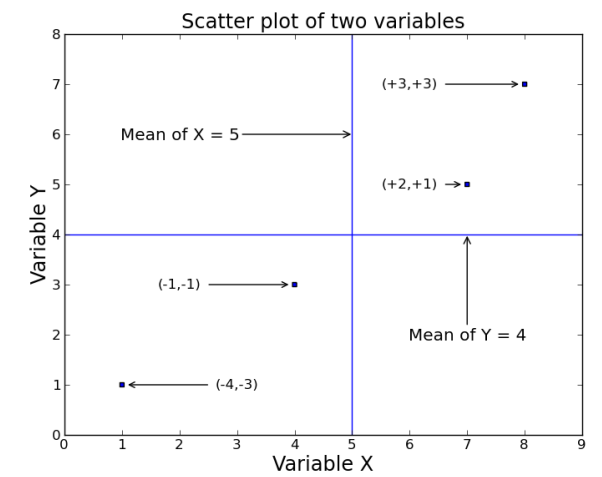 Scatter plot of two variables
8
7
6
5
4
3
2
1
0
Variable Y
(+3,+3)
Mean of X = 5
(+2,+1)
(-1,-1)
Mean of Y = 4
(-4,-3)
0 1 2 3 4 5 6 7 8 9
Variable X